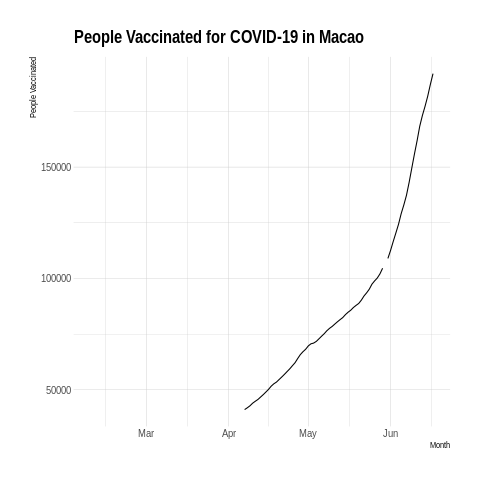 People Vaccinated for COVID-19 in Macao
People Vaccinated
150000
100000
50000
Mar Apr May Jun
Month